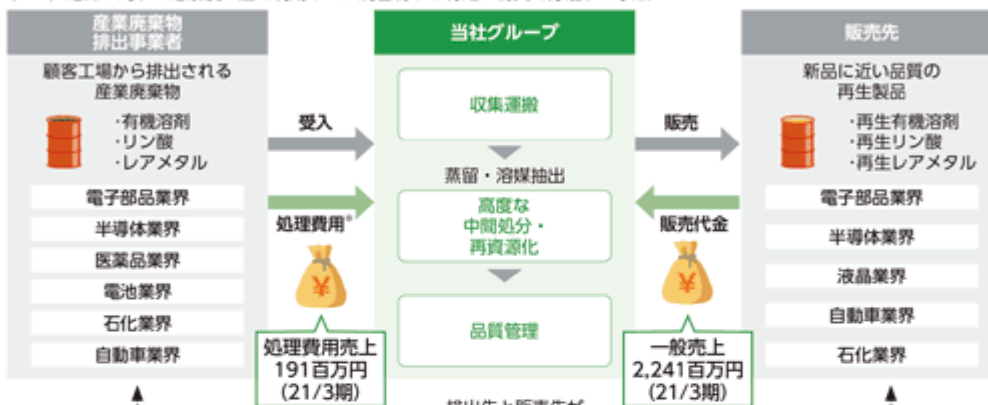 産業廃棄物
排出事業者
顧客工場から排出される
産業廃棄物
・有機溶剤
・リン酸
・レアメタル
電子部品業界
半導体業界
医薬品業界
電池業界
石化業界
自動車業界
受入
処理費用※
¥
処理費用売上
191百万円
(21/3期)
当社グループ
収集運搬
蒸留・溶媒抽出
高度な
中間処分・
再資源化
品質管理
販売
販売代金
¥
一般売上
2,241百万円
(21/3期)
販売先
新品に近い品質の
再生製品
・再生有機溶剤
・再生リン酸
・再生レアメタル
電子部品業界
半導体業界
液晶業界
自動車業界
石化業界